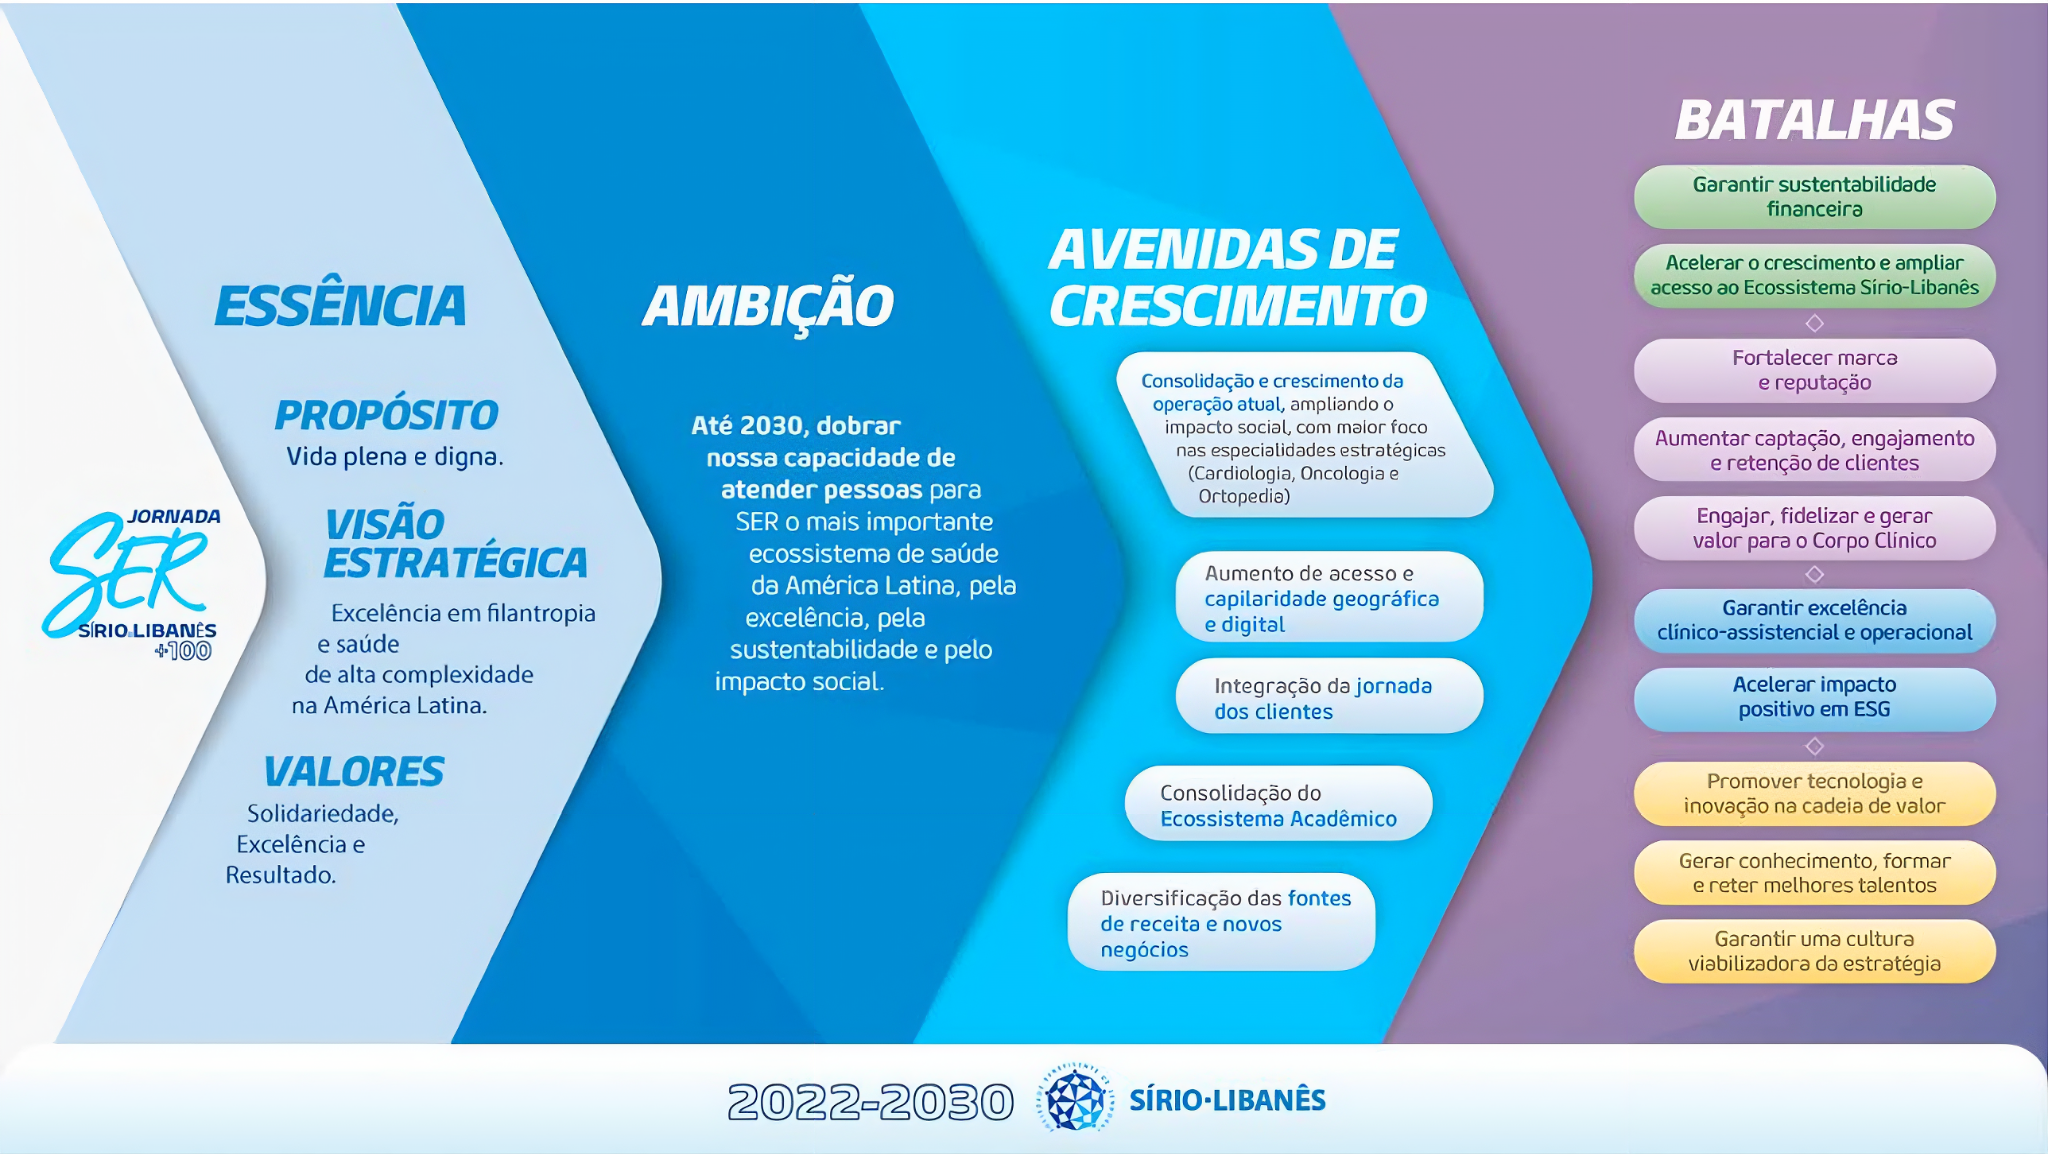 JORNADA
SER
SÍRIO-LIBANÊS
+100
ESSÊNCIA
PROPÓSITO
Vida plena e digna.
VISÃO
ESTRATÉGICA
Excelência em filantropia
e saúde
de alta complexidade
na América Latina.
VALORES
Solidariedade,
Excelência e
Resultado.
AMBIÇÃO
Até 2030, dobrar
nossa capacidade de
atender pessoas para
SER o mais importante
ecossistema de saúde
da América Latina, pela
excelência, pela
sustentabilidade e pelo
impacto social.
AVENIDAS DE
CRESCIMENTO
Consolidação e crescimento da
operação atual, ampliando o
impacto social, com maior foco
nas especialidades estratégicas
(Cardiologia, Oncologia e
Ortopedia)
Aumento de acesso e
capilaridade geográfica
e digital
Integração da jornada
dos clientes
Consolidação do
Ecossistema Acadêmico
Diversificação das fontes
de receita e novos
negócios
BATALHAS
Garantir sustentabilidade
financeira
Acelerar o crescimento e ampliar
acesso ao Ecossistema Sírio-Libanês
Fortalecer marca
e reputação
Aumentar captação, engajamento
e retenção de clientes
Engajar, fidelizar e gerar
valor para o Corpo Clínico
Garantir excelência
clínico-assistencial e operacional
Acelerar impacto
positivo em ESG
Promover tecnologia e
inovação na cadeia de valor
Gerar conhecimento, formar
e reter melhores talentos
Garantir uma cultura
viabilizadora da estratégia
2022-2030
SÍRIO·LIBANÊS